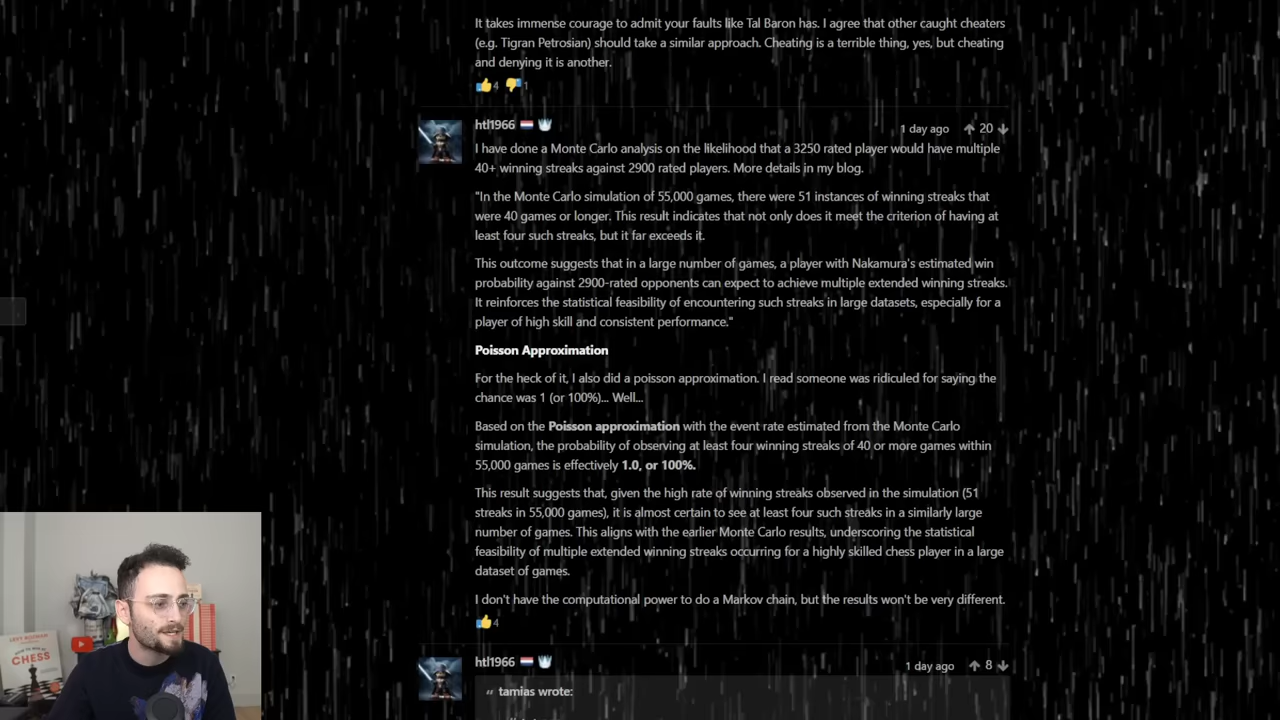 It takes immense courage to admit your faults like Tal Baron has. I agree that other caught cheaters
(e.g. Tigran Petrosian) should take a similar approach. Cheating is a terrible thing, yes, but cheating
and denying it is another.
4 1
htl1966
1 day ago 20
I have done a Monte Carlo analysis on the likelihood that a 3250 rated player would have multiple
40+ winning streaks against 2900 rated players. More details in my blog.
"In the Monte Carlo simulation of 55,000 games, there were 51 instances of winning streaks that
were 40 games or longer. This result indicates that not only does it meet the criterion of having at
least four such streaks, but it far exceeds it.
This outcome suggests that in a large number of games, a player with Nakamura's estimated win
probability against 2900-rated opponents can expect to achieve multiple extended winning streaks.
It reinforces the statistical feasibility of encountering such streaks in large datasets, especially for a
player of high skill and consistent performance."
Poisson Approximation
For the heck of it, I also did a poisson approximation. I read someone was ridiculed for saying the
chance was 1 (or 100%)... Well...
Based on the Poisson approximation with the event rate estimated from the Monte Carlo
simulation, the probability of observing at least four winning streaks of 40 or more games within
55,000 games is effectively 1.0, or 100%.
This result suggests that, given the high rate of winning streaks observed in the simulation (51
streaks in 55,000 games), it is almost certain to see at least four such streaks in a similarly large
number of games. This aligns with the earlier Monte Carlo results, underscoring the statistical
feasibility of multiple extended winning streaks occurring for a highly skilled chess player in a large
dataset of games.
I don't have the computational power to do a Markov chain, but the results won't be very different.
4
htl1966
1 day ago 8
tamias wrote:
CHESS